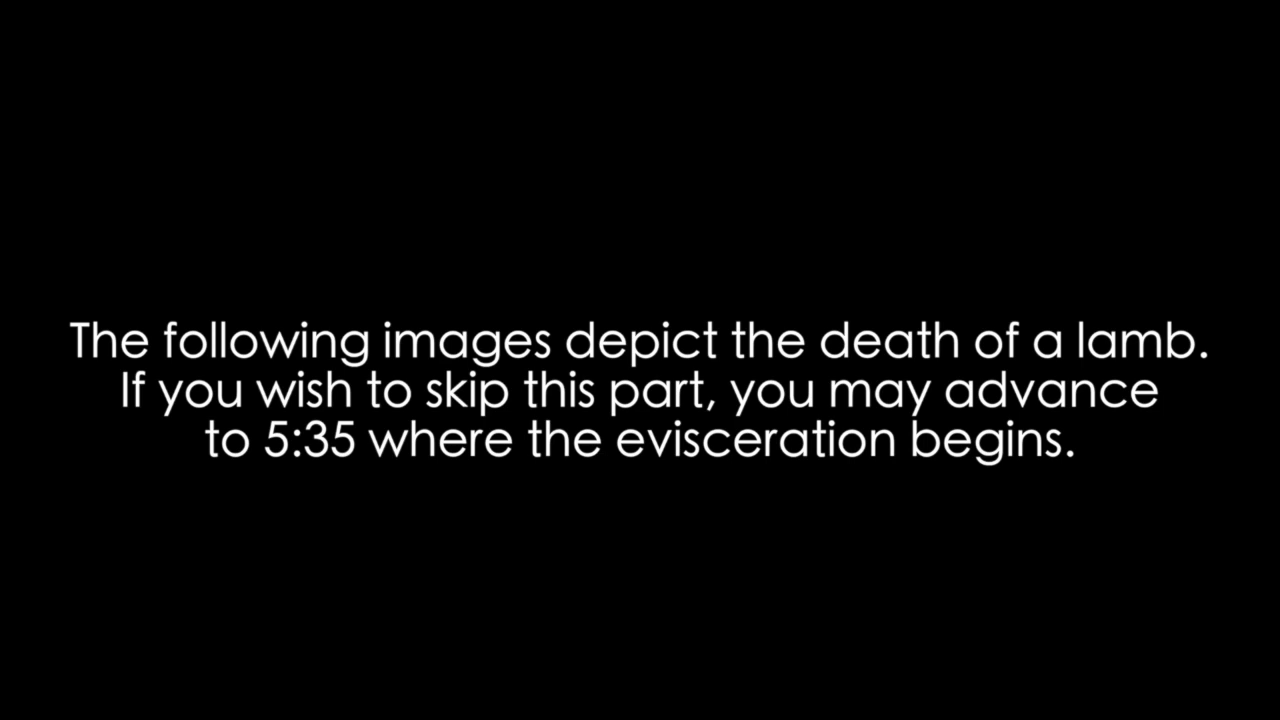 The following images depict the death of a lamb.
If you wish to skip this part, you may advance
to 5:35 where the evisceration begins.